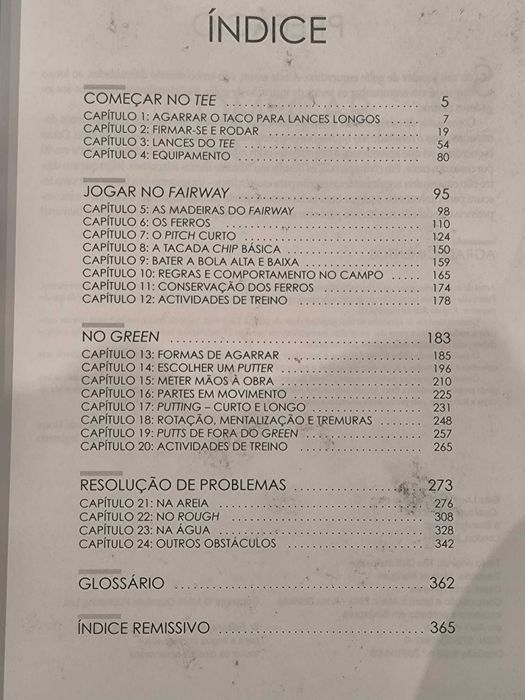 ÍNDICE
COMEÇAR NO TEE ........ 5
CAPÍTULO 1: AGARRAR O TACO PARA LANCES LONGOS ..... 7
CAPÍTULO 2: FIRMAR-SE E RODAR ........ 19
CAPÍTULO 3: LANCES DO TEE ........ 54
CAPÍTULO 4: EQUIPAMENTO ........ 80
JOGAR NO FAIRWAY ........ 95
CAPÍTULO 5: AS MADEIRAS DO FAIRWAY ........ 98
CAPÍTULO 6: OS FERROS ........ 110
CAPÍTULO 7: O PITCH CURTO ........ 124
CAPÍTULO 8: A TACADA CHIP BÁSICA ........ 150
CAPÍTULO 9: BATER A BOLA ALTA E BAIXA ........ 159
CAPÍTULO 10: REGRAS E COMPORTAMENTO NO CAMPO .... 165
CAPÍTULO 11: CONSERVAÇÃO DOS FERROS ........ 174
CAPÍTULO 12: ACTIVIDADES DE TREINO ........ 178
NO GREEN ........ 183
CAPÍTULO 13: FORMAS DE AGARRAR ........ 185
CAPÍTULO 14: ESCOLHER UM PUTTER ........ 196
CAPÍTULO 15: METER MÃOS À OBRA ........ 210
CAPÍTULO 16: PARTES EM MOVIMENTO ........ 225
CAPÍTULO 17: PUTTING – CURTO E LONGO ........ 231
CAPÍTULO 18: ROTAÇÃO, MENTALIZAÇÃO E TREMURAS ....... 248
CAPÍTULO 19: PUTTS DE FORA DO GREEN ........ 257
CAPÍTULO 20: ACTIVIDADES DE TREINO ........ 265
RESOLUÇÃO DE PROBLEMAS ........ 273
CAPÍTULO 21: NA AREIA ........ 276
CAPÍTULO 22: NO ROUGH ........ 308
CAPÍTULO 23: NA ÁGUA ........ 328
CAPÍTULO 24: OUTROS OBSTÁCULOS ........ 342
GLOSSÁRIO ........ 362
ÍNDICE REMISSIVO ........ 365